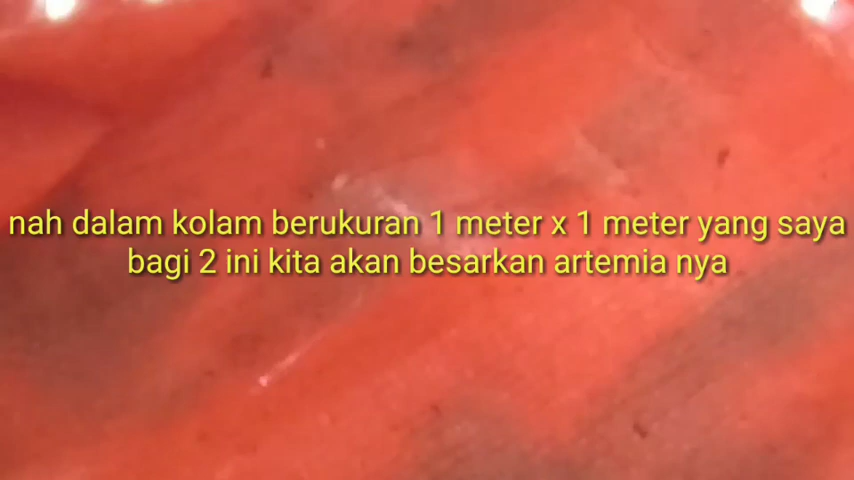 nah dalam kolam berukuran 1 meter x 1 meter yang saya
bagi 2 ini kita akan besarkan artemia nya